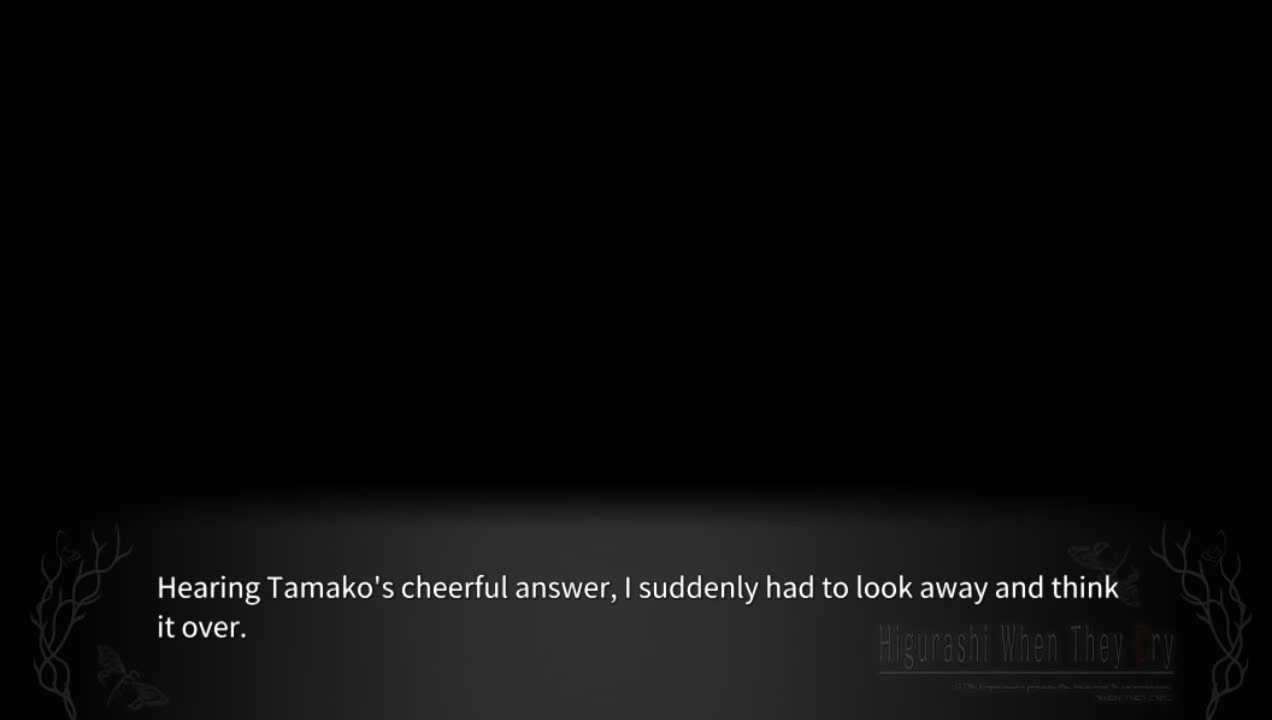 Hearing Tamako's cheerful answer, I suddenly had to look away and think
it over.
Higurashi When They Cry